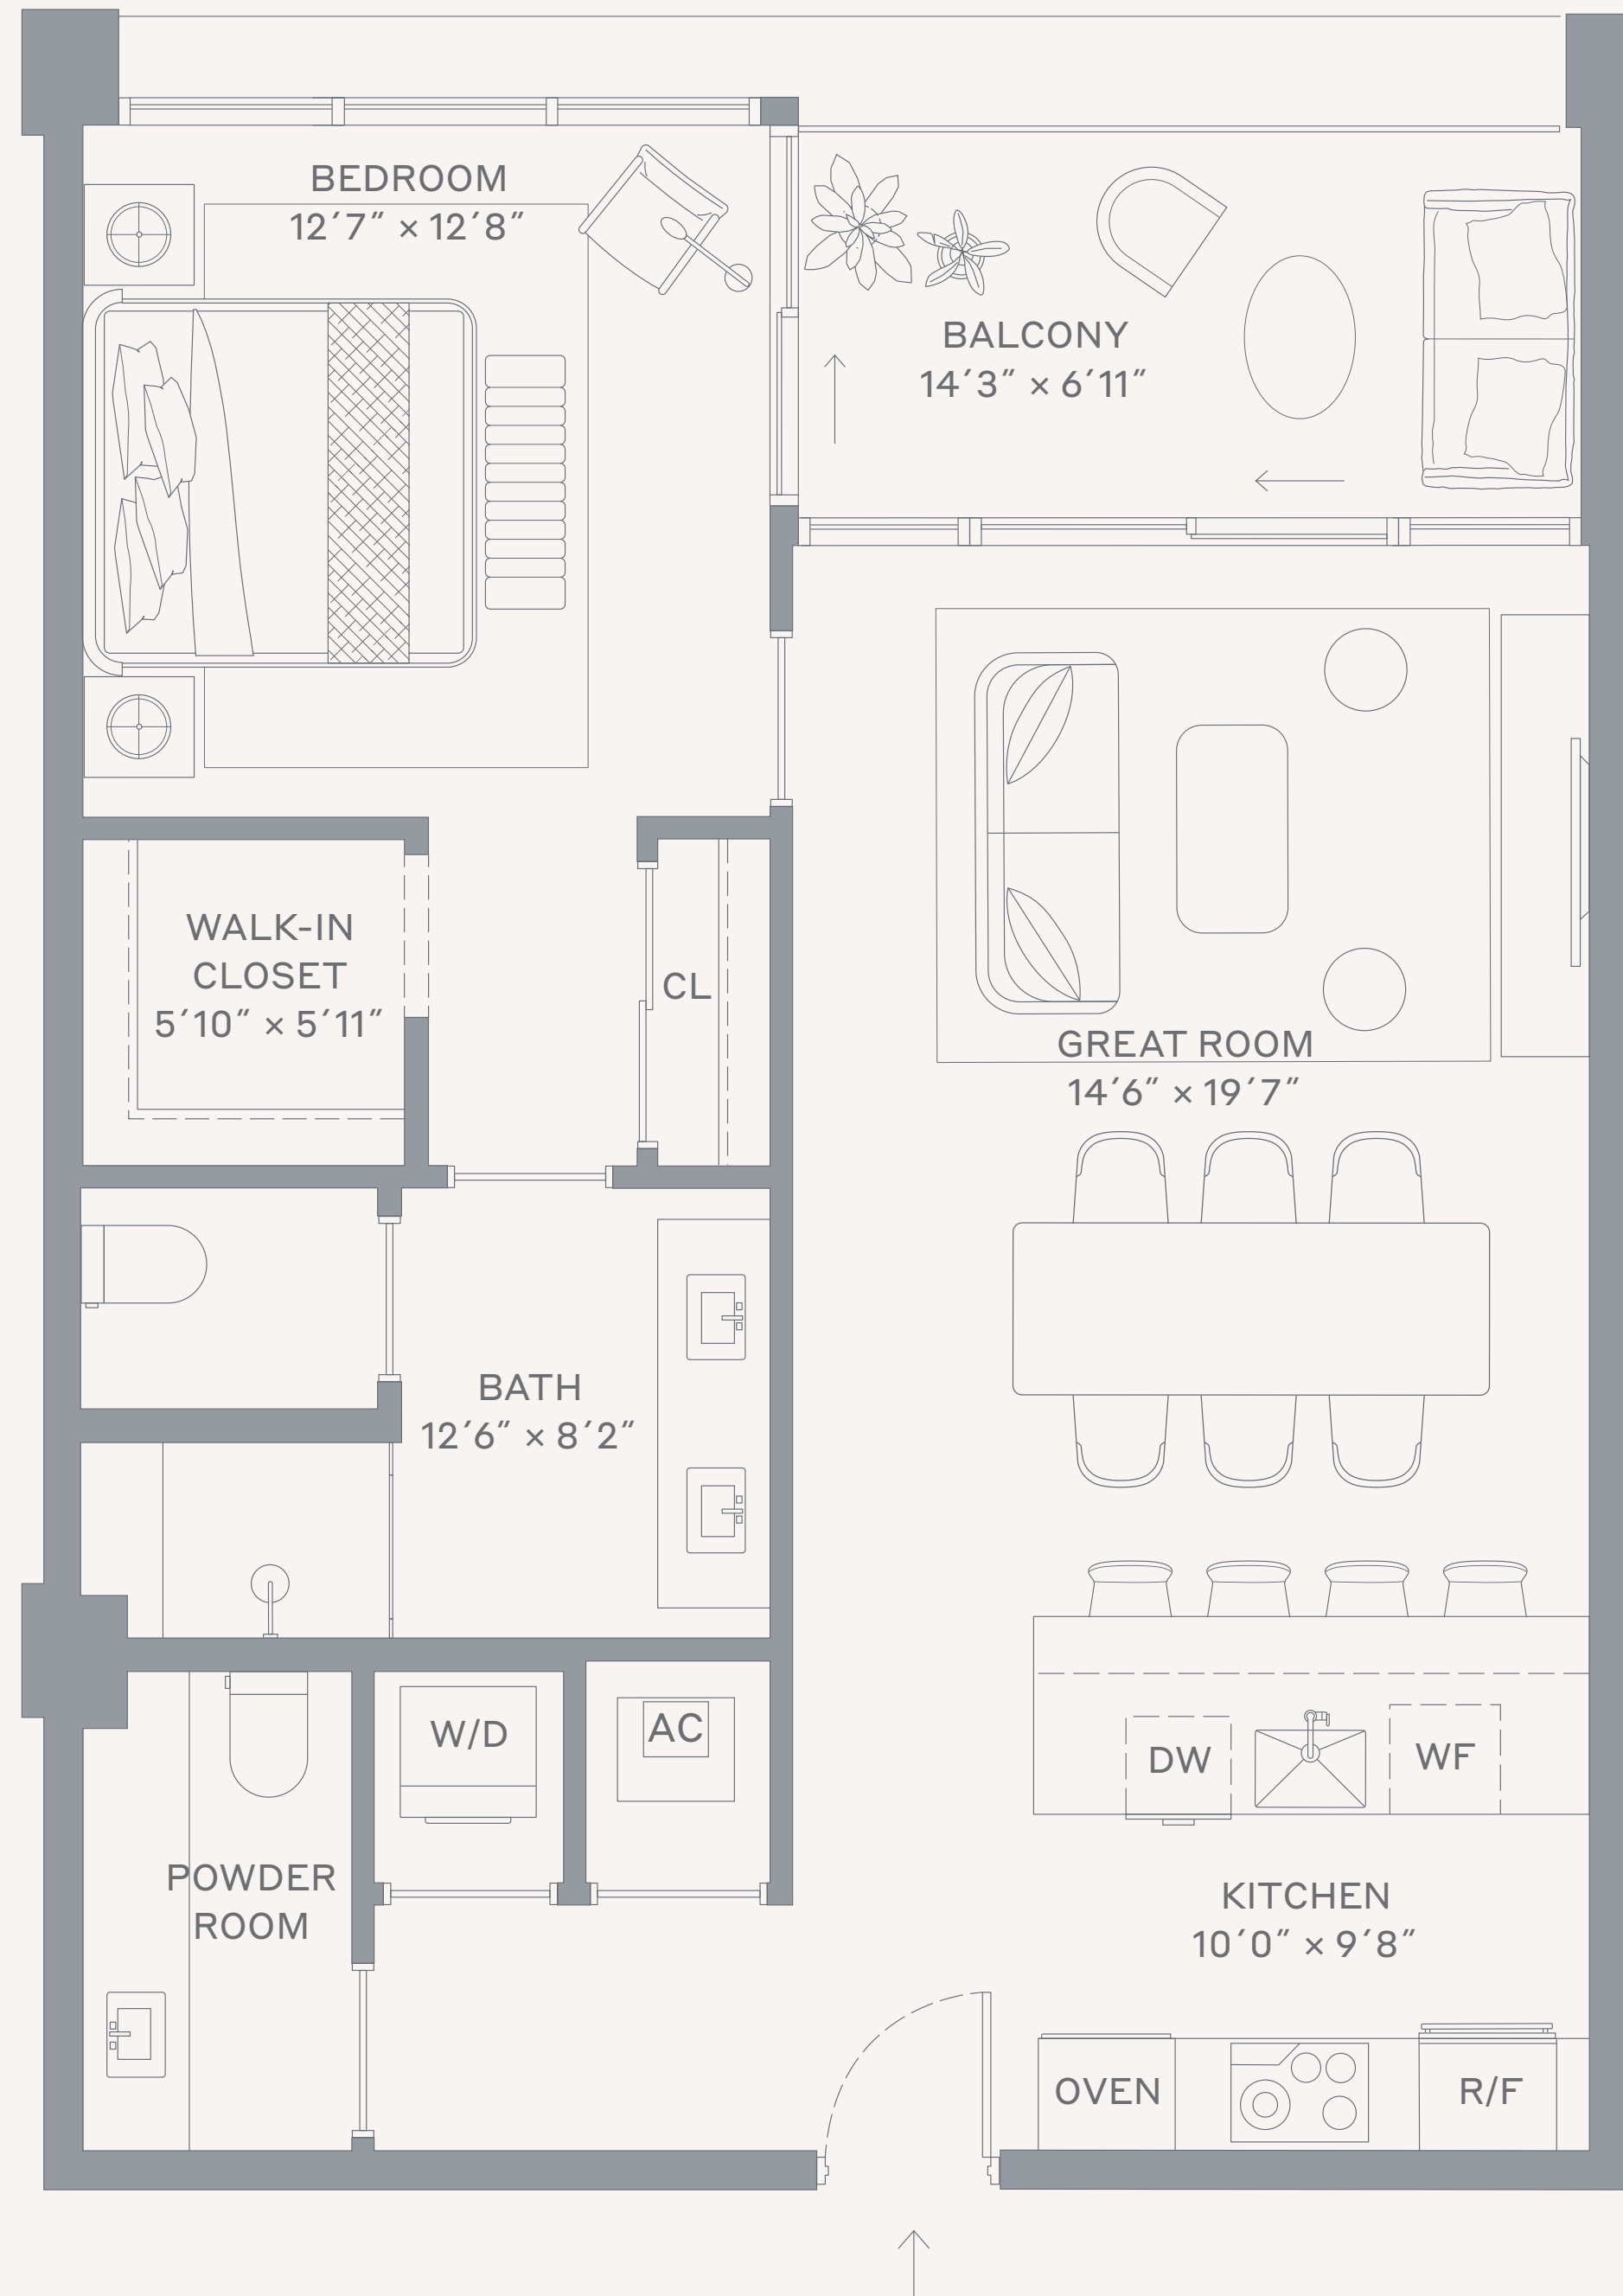 BEDROOM
12´7˝ × 12´8˝
BALCONY
14´3˝ × 6´11˝
WALK-IN
CLOSET
5´10˝ × 5´11˝
CL
GREAT ROOM
14´6˝ × 19´7˝
BATH
12´6˝ × 8´2˝
W/D
AC
DW
WF
POWDER
ROOM
KITCHEN
10´0˝ × 9´8˝
OVEN
R/F